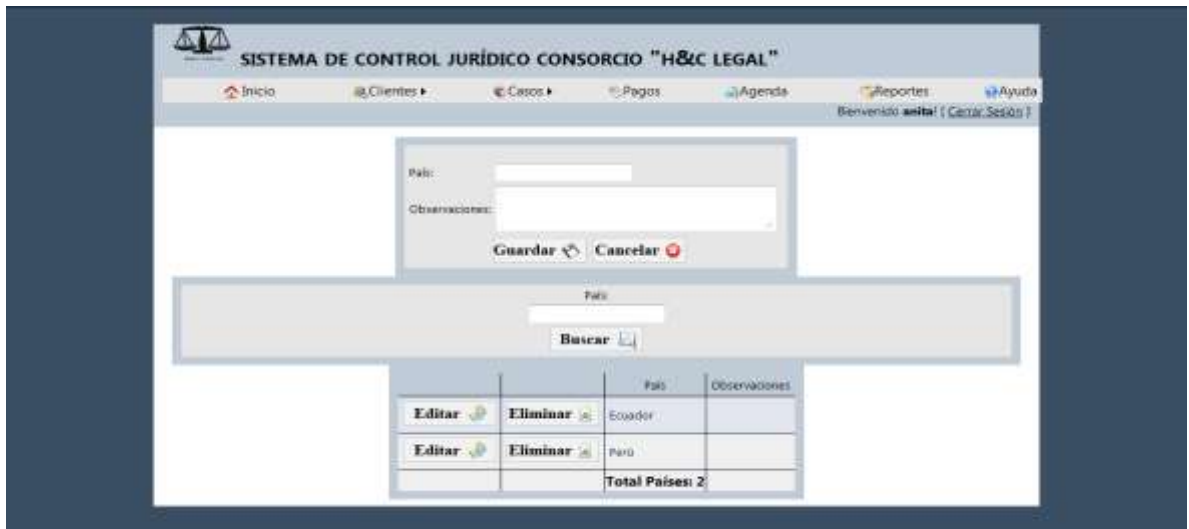 SISTEMA DE CONTROL JURÍDICO CONSORCIO "H&C LEGAL"
Inicio Clientes Casos Pagos Agenda Reportes Ayuda
Bienvenido anita! [ Cerrar Sesión ]
País:
Observaciones:
Guardar Cancelar
País:
Buscar
País Observaciones
Editar Eliminar Ecuador
Editar Eliminar Perú
Total Países: 2